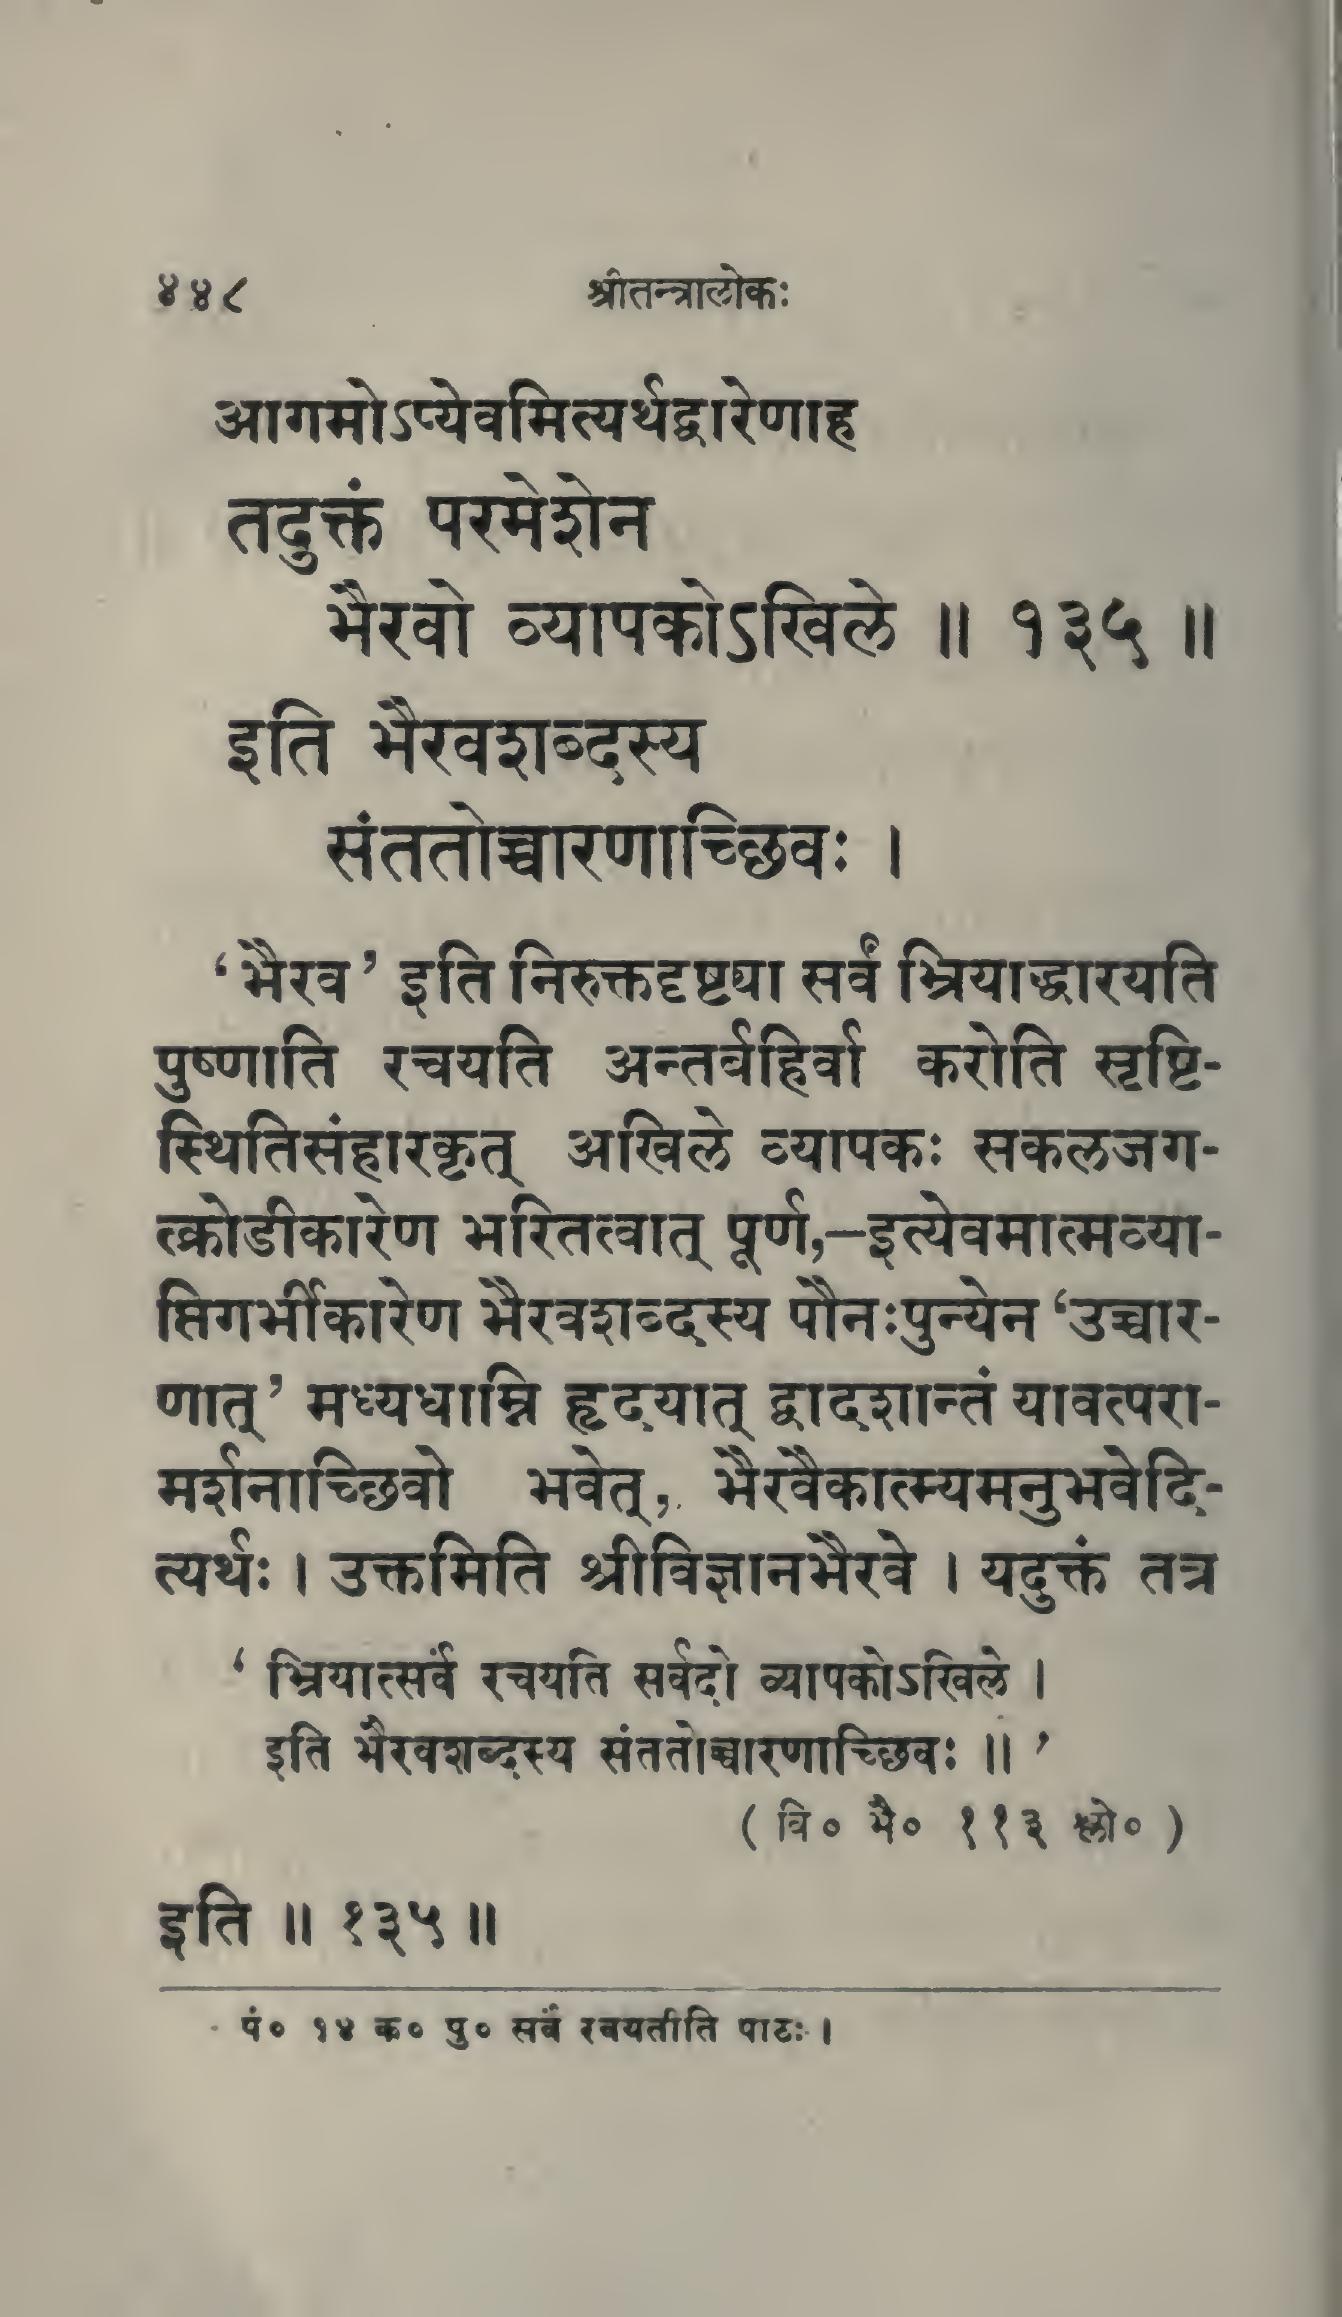 ४४८ श्रीतन्त्रालोकः
आगमोऽप्येवमित्यर्थद्वारेणाह
तदुक्तं परमेशेन
भैरवो व्यापकोऽखिले ॥ १३५ ॥
इति भैरवशब्दस्य
संततोच्चारणाच्छिवः ।
‘भैरव’ इति निरुक्तदृष्ट्या सर्वं भ्रियाद्धारयति
पुष्णाति रचयति अन्तर्बहिर्वा करोति सृष्टि-
स्थितिसंहारकृत् अखिले व्यापकः सकलजग-
त्क्रोडीकारेण भरितत्वात् पूर्ण,—इत्येवमात्मव्या-
प्तिगर्भीकारेण भैरवशब्दस्य पौनःपुन्येन ‘उच्चार-
णात्’ मध्यधाम्नि हृदयात् द्वादशान्तं यावत्परा-
मर्शनाच्छिवो भवेत्, भैरवैकात्म्यमनुभवेदि-
त्यर्थः । उक्तमिति श्रीविज्ञानभैरवे । यदुक्तं तत्र
‘ भ्रियात्सर्वं रचयति सर्वदो व्यापकोऽखिले ।
इति भैरवशब्दस्य संततोच्चारणाच्छिवः ॥ ’
( वि० भै० ११३ श्लो० )
इति ॥ १३५ ॥
पं० १४ क० पु० सर्वं रवयतीति पाठः ।